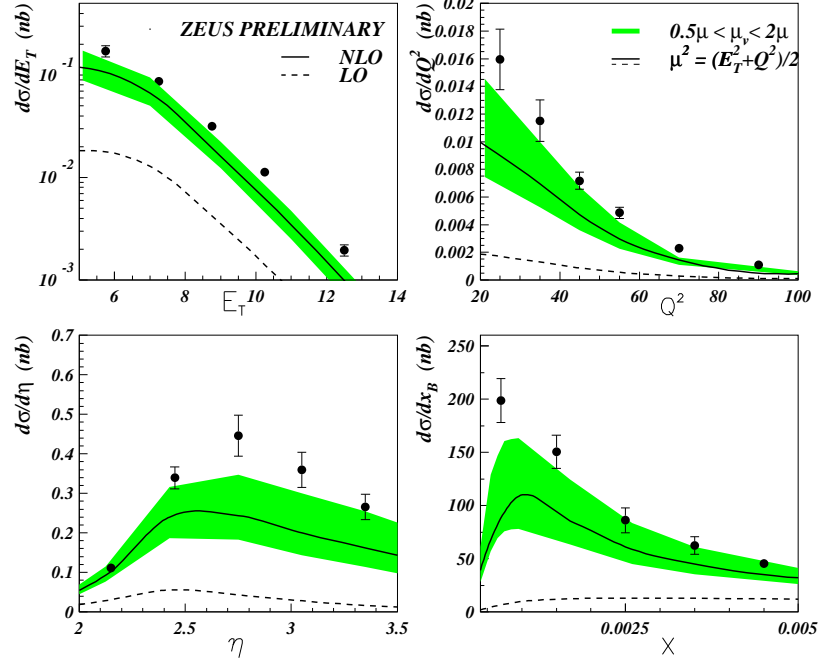 dσ/dE_T (nb)
ZEUS PRELIMINARY
NLO
LO
10^-1
10^-2
10^-3
6 8 10 12 14
E_T
dσ/dQ^2 (nb)
0.5μ < μ_v < 2μ
μ^2 = (E_T^2+Q^2)/2
0.02
0.018
0.016
0.014
0.012
0.01
0.008
0.006
0.004
0.002
0
20 40 60 80 100
Q^2
dσ/dη (nb)
0.7
0.6
0.5
0.4
0.3
0.2
0.1
0
2 2.5 3 3.5
η
dσ/dx_B (nb)
250
200
150
100
50
0
0.0025 0.005
X